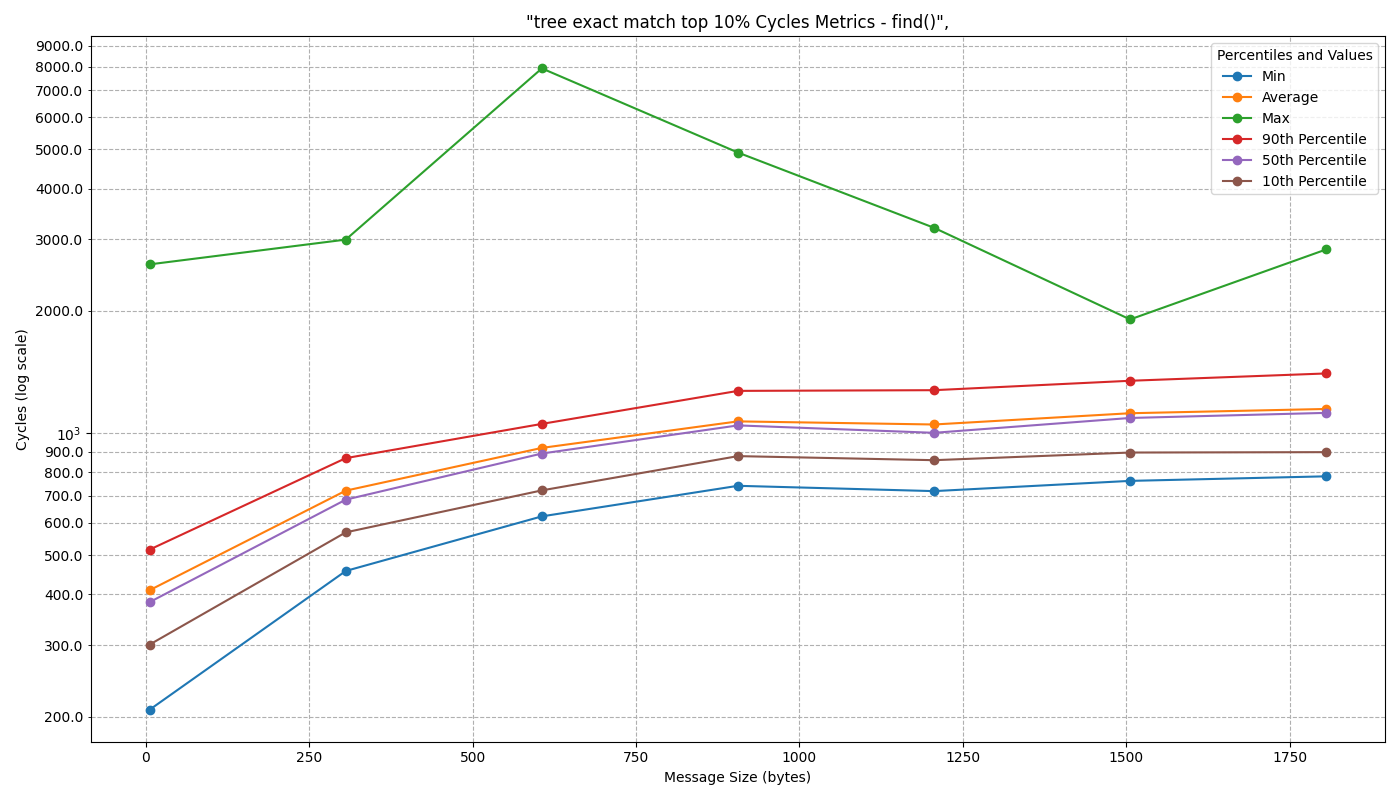 "tree exact match top 10% Cycles Metrics - find()",
Cycles (log scale)
9000.0
8000.0
7000.0
6000.0
5000.0
4000.0
3000.0
2000.0
10³
900.0
800.0
700.0
600.0
500.0
400.0
300.0
200.0
Percentiles and Values
Min
Average
Max
90th Percentile
50th Percentile
10th Percentile
0 250 500 750 1000 1250 1500 1750
Message Size (bytes)